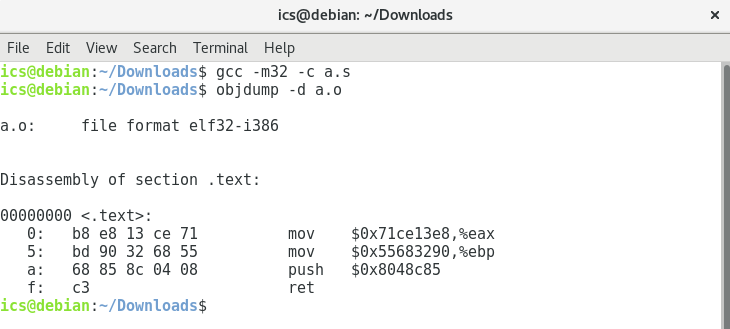 ics@debian: ~/Downloads ×
File Edit View Search Terminal Help
ics@debian:~/Downloads$ gcc -m32 -c a.s
ics@debian:~/Downloads$ objdump -d a.o
a.o:     file format elf32-i386
Disassembly of section .text:
00000000 <.text>:
   0:   b8 e8 13 ce 71          mov    $0x71ce13e8,%eax
   5:   bd 90 32 68 55          mov    $0x55683290,%ebp
   a:   68 85 8c 04 08          push   $0x8048c85
   f:   c3                      ret
ics@debian:~/Downloads$